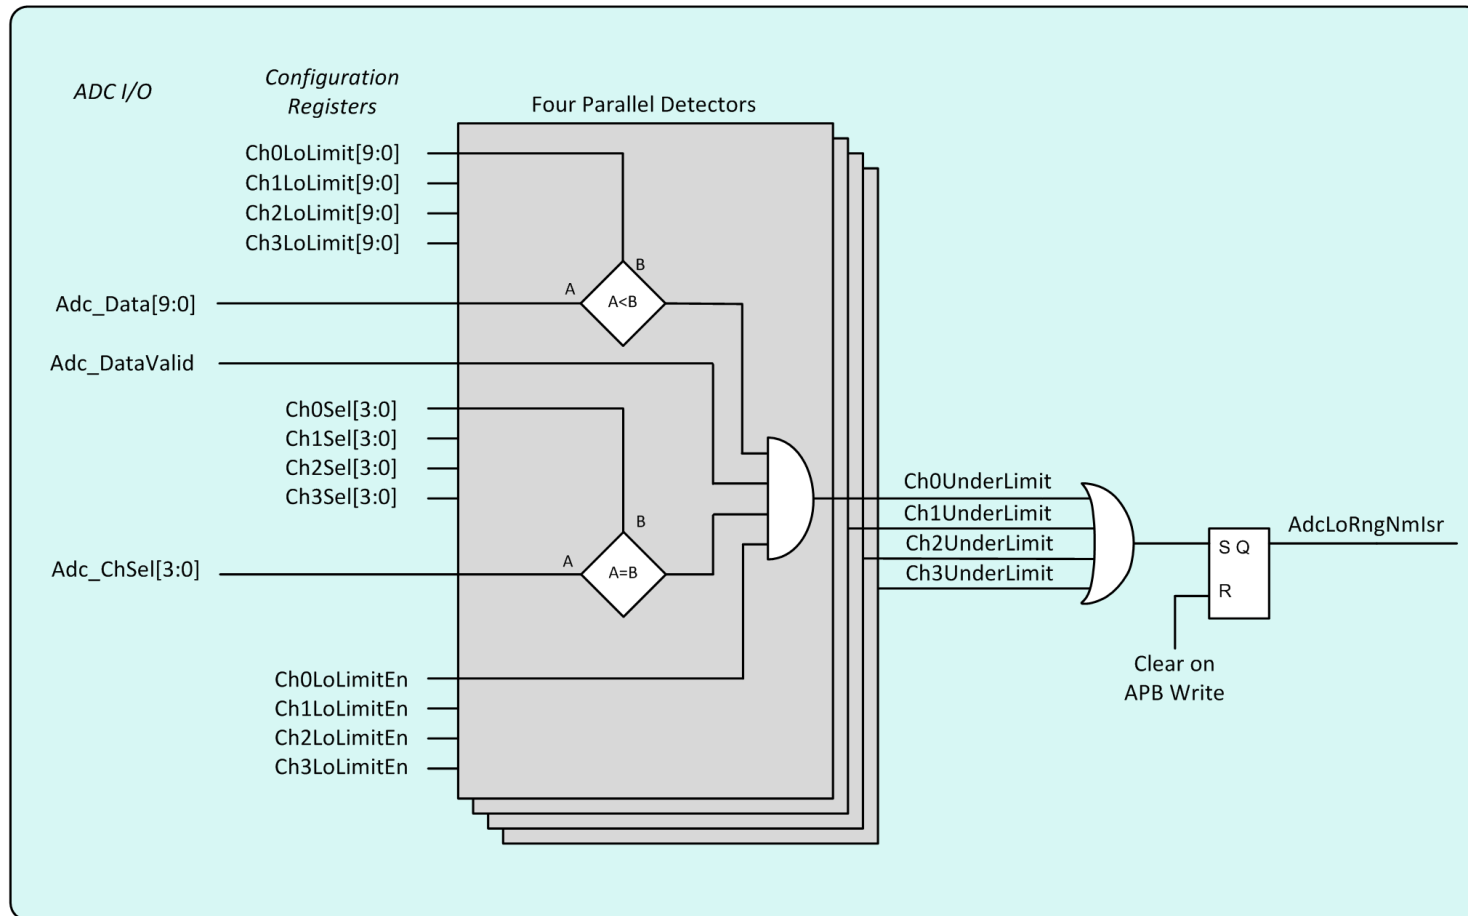 ADC I/O
Configuration
Registers
Four Parallel Detectors
Ch0LoLimit[9:0]
Ch1LoLimit[9:0]
Ch2LoLimit[9:0]
Ch3LoLimit[9:0]
B
A
A<B
Adc_Data[9:0]
Adc_DataValid
Ch0Sel[3:0]
Ch1Sel[3:0]
Ch2Sel[3:0]
Ch3Sel[3:0]
B
A
A=B
Adc_ChSel[3:0]
Ch0LoLimitEn
Ch1LoLimitEn
Ch2LoLimitEn
Ch3LoLimitEn
Ch0UnderLimit
Ch1UnderLimit
Ch2UnderLimit
Ch3UnderLimit
S Q
R
AdcLoRngNmIsr
Clear on
APB Write